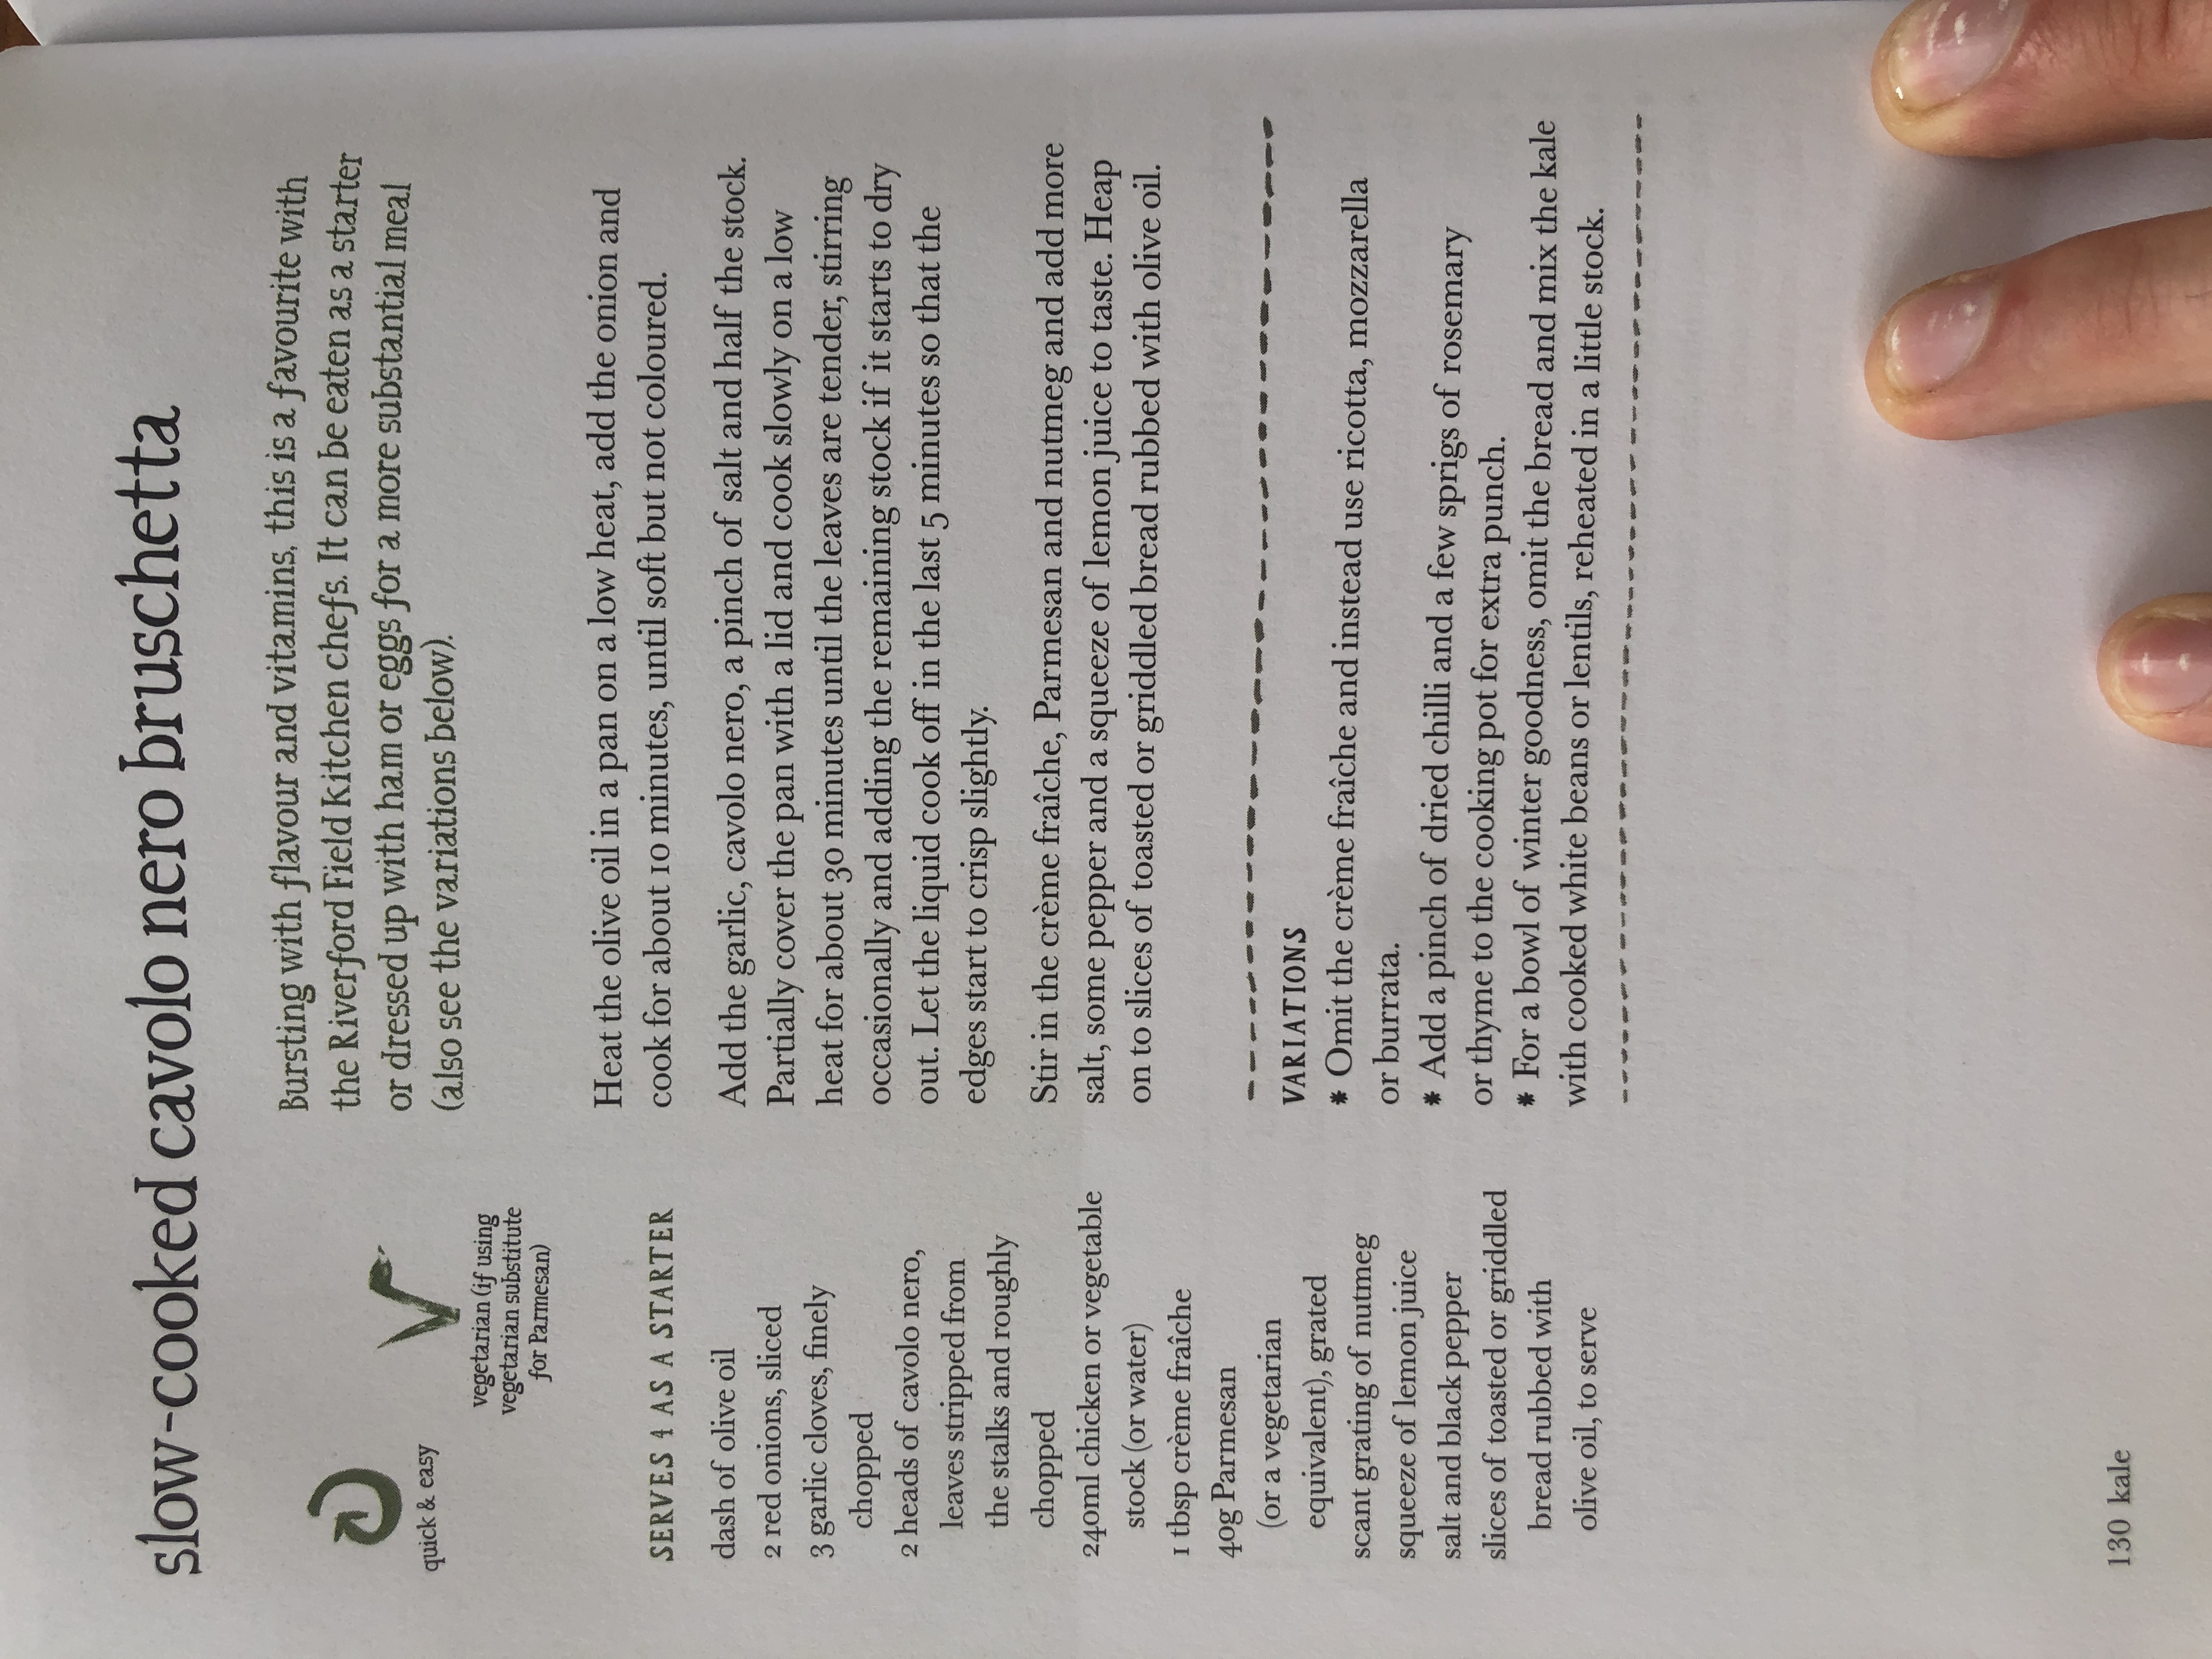 slow-cooked cavolo nero bruschetta
quick & easy
vegetarian (if using
vegetarian substitute
for Parmesan)
Bursting with flavour and vitamins, this is a favourite with
the Riverford Field Kitchen chefs. It can be eaten as a starter
or dressed up with ham or eggs for a more substantial meal
(also see the variations below).
SERVES 4 AS A STARTER
dash of olive oil
2 red onions, sliced
3 garlic cloves, finely
chopped
2 heads of cavolo nero,
leaves stripped from
the stalks and roughly
chopped
240ml chicken or vegetable
stock (or water)
1 tbsp crème fraîche
40g Parmesan
(or a vegetarian
equivalent), grated
scant grating of nutmeg
squeeze of lemon juice
salt and black pepper
slices of toasted or griddled
bread rubbed with
olive oil, to serve
Heat the olive oil in a pan on a low heat, add the onion and
cook for about 10 minutes, until soft but not coloured.
Add the garlic, cavolo nero, a pinch of salt and half the stock.
Partially cover the pan with a lid and cook slowly on a low
heat for about 30 minutes until the leaves are tender, stirring
occasionally and adding the remaining stock if it starts to dry
out. Let the liquid cook off in the last 5 minutes so that the
edges start to crisp slightly.
Stir in the crème fraîche, Parmesan and nutmeg and add more
salt, some pepper and a squeeze of lemon juice to taste. Heap
on to slices of toasted or griddled bread rubbed with olive oil.
VARIATIONS
* Omit the crème fraîche and instead use ricotta, mozzarella
or burrata.
* Add a pinch of dried chilli and a few sprigs of rosemary
or thyme to the cooking pot for extra punch.
* For a bowl of winter goodness, omit the bread and mix the kale
with cooked white beans or lentils, reheated in a little stock.
130 kale